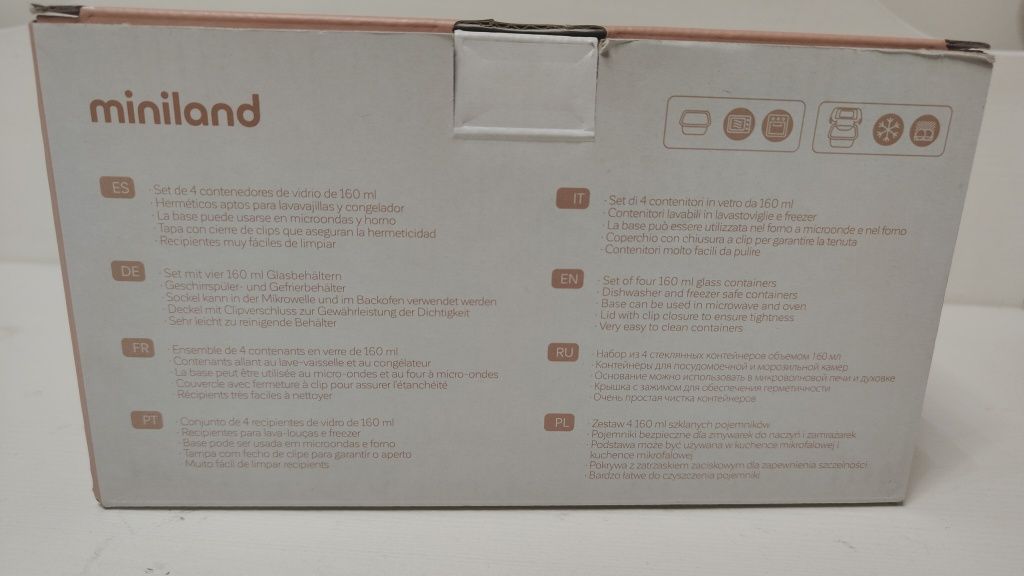 miniland
ES
· Set de 4 contenedores de vidrio de 160 ml
· Herméticos aptos para lavavajillas y congelador
· La base puede usarse en microondas y horno
· Tapa con cierre de clips que aseguran la hermeticidad
· Recipientes muy fáciles de limpiar
DE
· Set mit vier 160 ml Glasbehältern
· Geschirrspüler- und Gefrierbehälter
· Sockel kann in der Mikrowelle und im Backofen verwendet werden
· Deckel mit Clipverschluss zur Gewährleistung der Dichtigkeit
· Sehr leicht zu reinigende Behälter
FR
· Ensemble de 4 contenants en verre de 160 ml
· Contenants allant au lave-vaisselle et au congélateur
· La base peut être utilisée au micro-ondes et au four à micro-ondes
· Couvercle avec fermeture à clip pour assurer l'étanchéité
· Récipients très faciles à nettoyer
PT
· Conjunto de 4 recipientes de vidro de 160 ml
· Recipientes para lava-louças e freezer
· Base pode ser usada em microondas e forno
· Tampa com fecho de clipe para garantir o aperto
· Muito fácil de limpar recipients
IT
· Set di 4 contenitori in vetro da 160 ml
· Contenitori lavabili in lavastoviglie e freezer
· La base può essere utilizzata nel forno a microonde e nel forno
· Coperchio con chiusura a clip per garantire la tenuta
· Contenitori molto facili da pulire
EN
· Set of four 160 ml glass containers
· Dishwasher and freezer safe containers
· Base can be used in microwave and oven
· Lid with clip closure to ensure tightness
· Very easy to clean containers
RU
· Набор из 4 стеклянных контейнеров объемом 160 мл
· Контейнеры для посудомоечной и морозильной камер
· Основание можно использовать в микроволновой печи и духовке
· Крышка с зажимом для обеспечения герметичности
· Очень простая чистка контейнеров
PL
· Zestaw 4 160 ml szklanych pojemników
· Pojemniki bezpieczne dla zmywarek do naczyń i zamrażarek
· Podstawa może być używana w kuchence mikrofalowej i
kuchence mikrofalowej
· Pokrywa z zatrzaskiem zaciskowym dla zapewnienia szczelności
· Bardzo łatwe do czyszczenia pojemniki